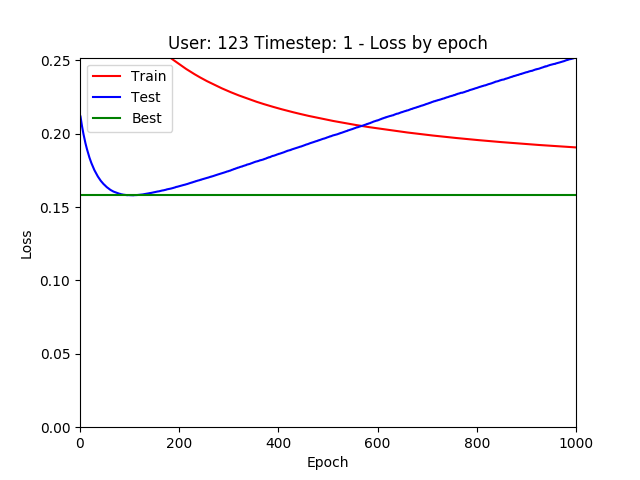 User: 123 Timestep: 1 - Loss by epoch
0.25
0.20
0.15
0.10
0.05
0.00
Loss
Train
Test
Best
0 200 400 600 800 1000
Epoch